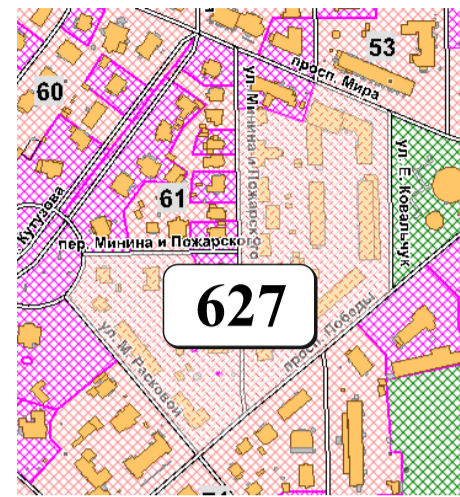 53
просп. Мира
60
ул. Минина и Пожарского
ул. Е. Ковальчук
61
Кутузова
пер. Минина и Пожарского
627
ул. М. Расковой
просп. Победы